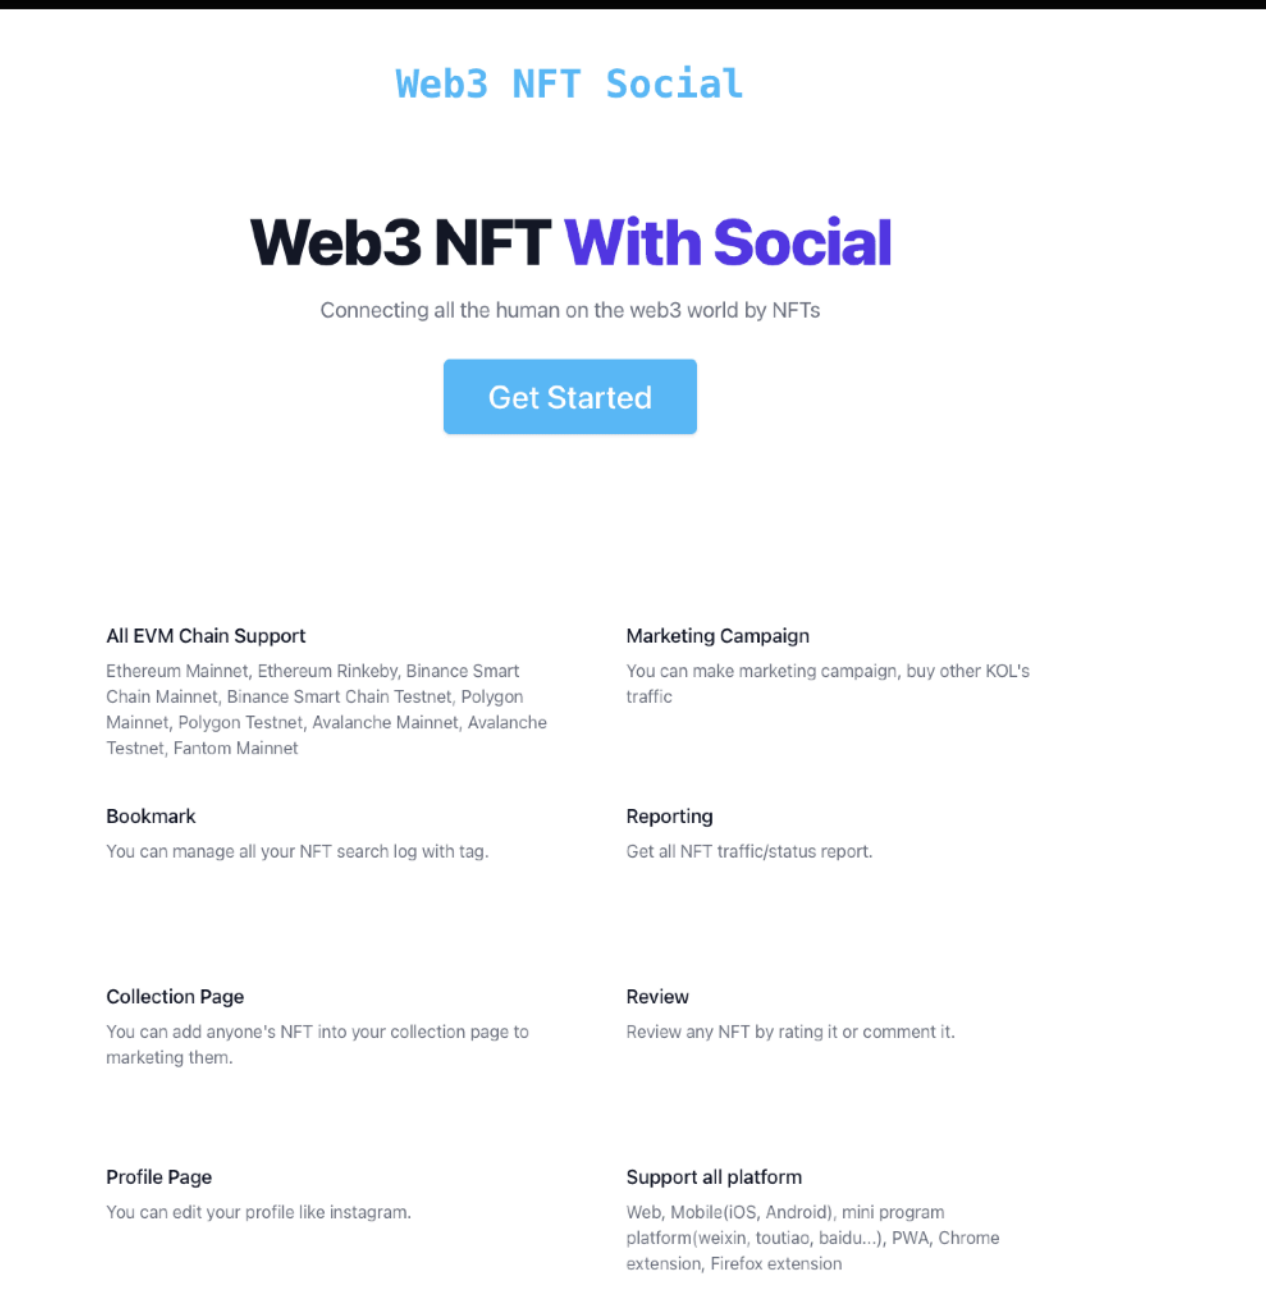 Web3 NFT Social
Web3 NFT With Social
Connecting all the human on the web3 world by NFTs
Get Started
All EVM Chain Support
Ethereum Mainnet, Ethereum Rinkeby, Binance Smart
Chain Mainnet, Binance Smart Chain Testnet, Polygon
Mainnet, Polygon Testnet, Avalanche Mainnet, Avalanche
Testnet, Fantom Mainnet
Marketing Campaign
You can make marketing campaign, buy other KOL's
traffic
Bookmark
You can manage all your NFT search log with tag.
Reporting
Get all NFT traffic/status report.
Collection Page
You can add anyone's NFT into your collection page to
marketing them.
Review
Review any NFT by rating it or comment it.
Profile Page
You can edit your profile like instagram.
Support all platform
Web, Mobile(iOS, Android), mini program
platform(weixin, toutiao, baidu...), PWA, Chrome
extension, Firefox extension